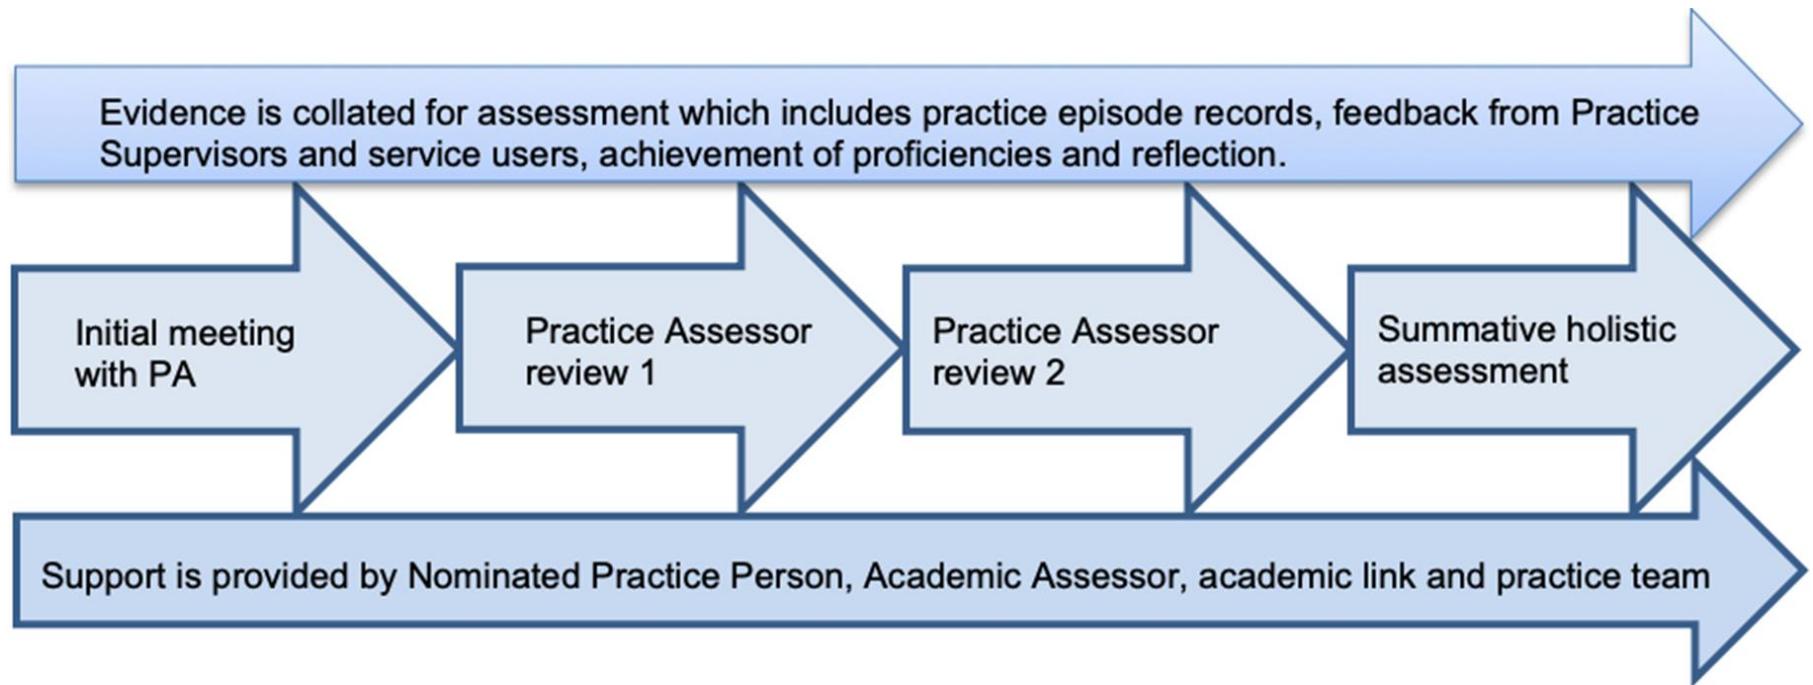 Evidence is collated for assessment which includes practice episode records, feedback from Practice
Supervisors and service users, achievement of proficiencies and reflection.
Initial meeting
with PA
Practice Assessor
review 1
Practice Assessor
review 2
Summative holistic
assessment
Support is provided by Nominated Practice Person, Academic Assessor, academic link and practice team